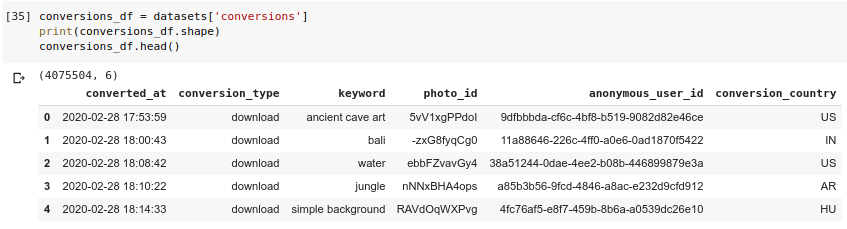 [35] conversions_df = datasets['conversions']
print(conversions_df.shape)
conversions_df.head()
(4075504, 6)
converted_at conversion_type keyword photo_id anonymous_user_id conversion_country
0 2020-02-28 17:53:59 download ancient cave art 5vV1xgPPdoI 9dfbbbda-cf6c-4bf8-b519-9082d82e46ce US
1 2020-02-28 18:00:43 download bali -zxG8fyqCg0 11a88646-226c-4ff0-a0e6-0ad1870f5422 IN
2 2020-02-28 18:08:42 download water ebbFZvavGy4 38a51244-0dae-4ee2-b08b-446899879e3a US
3 2020-02-28 18:10:22 download jungle nNNxBHA4ops a85b3b56-9fcd-4846-a8ac-e232d9cfd912 AR
4 2020-02-28 18:14:33 download simple background RAVdOqWXPvg 4fc76af5-e8f7-459b-8b6a-a0539dc26e10 HU